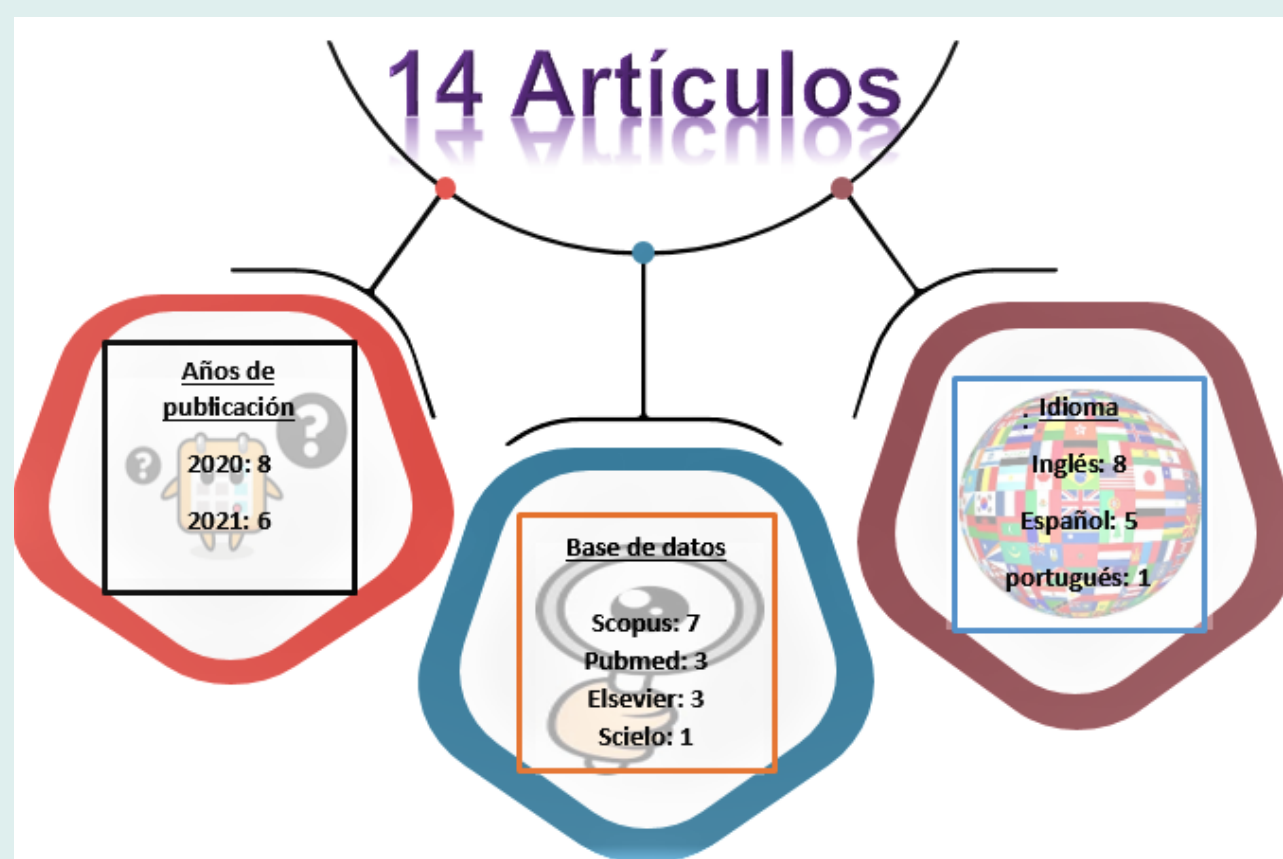 14 Artículos
Años de
publicación
2020: 8
2021: 6
Base de datos
Scopus: 7
Pubmed: 3
Elsevier: 3
Scielo: 1
: Idioma
Inglés: 8
Español: 5
portugués: 1